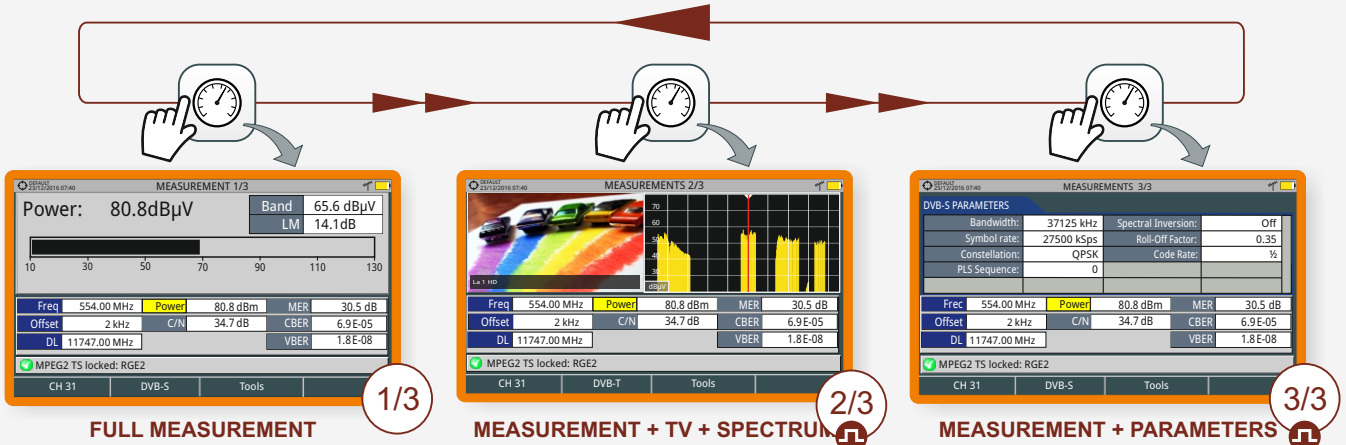 DEFAULT
23/12/2016 07:40
MEASUREMENT 1/3
Power: 80.8dBµV
Band 65.6 dBµV
LM 14.1dB
10 30 50 70 90 110 130
Freq 554.00 MHz Power 80.8 dBm MER 30.5 dB
Offset 2 kHz C/N 34.7 dB CBER 6.9E-05
DL 11747.00 MHz VBER 1.8E-08
MPEG2 TS locked: RGE2
CH 31 DVB-S Tools
1/3
FULL MEASUREMENT
DEFAULT
23/12/2016 07:40
MEASUREMENTS 2/3
70
60
50
40
30
dBµV
La 1 HD
Freq 554.00 MHz Power 80.8 dBm MER 30.5 dB
Offset 2 kHz C/N 34.7 dB CBER 6.9E-05
DL 11747.00 MHz VBER 1.8E-08
MPEG2 TS locked: RGE2
CH 31 DVB-T Tools
2/3
MEASUREMENT + TV + SPECTRUM
DEFAULT
23/12/2016 07:40
MEASUREMENTS 3/3
DVB-S PARAMETERS
Bandwidth: 37125 kHz Spectral Inversion: Off
Symbol rate: 27500 kSps Roll-Off Factor: 0.35
Constellation: QPSK Code Rate: ½
PLS Sequence: 0
Frec 554.00 MHz Power 80.8 dBm MER 30.5 dB
Offset 2 kHz C/N 34.7 dB CBER 6.9E-05
DL 11747.00 MHz VBER 1.8E-08
MPEG2 TS locked: RGE2
CH 31 DVB-S Tools
3/3
MEASUREMENT + PARAMETERS